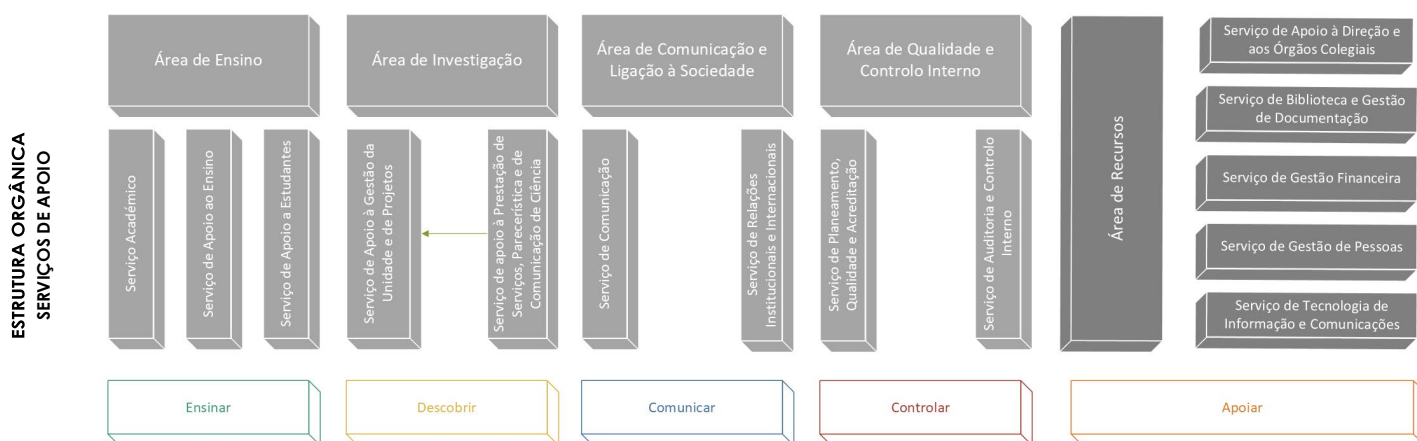 ESTRUTURA ORGÂNICA
SERVIÇOS DE APOIO
Área de Ensino
Serviço Académico
Serviço de Apoio ao Ensino
Serviço de Apoio a Estudantes
Ensinar
Área de Investigação
Serviço de Apoio à Gestão da
Unidade e de Projetos
Serviço de apoio à Prestação de
Serviços, Parecerística e de
Comunicação de Ciência
Descobrir
Área de Comunicação e
Ligação à Sociedade
Serviço de Comunicação
Serviço de Relações
Institucionais e Internacionais
Comunicar
Área de Qualidade e
Controlo Interno
Serviço de Planeamento,
Qualidade e Acreditação
Serviço de Auditoria e Controlo
Interno
Controlar
Área de Recursos
Serviço de Apoio à Direção e
aos Órgãos Colegiais
Serviço de Biblioteca e Gestão
de Documentação
Serviço de Gestão Financeira
Serviço de Gestão de Pessoas
Serviço de Tecnologia de
Informação e Comunicações
Apoiar